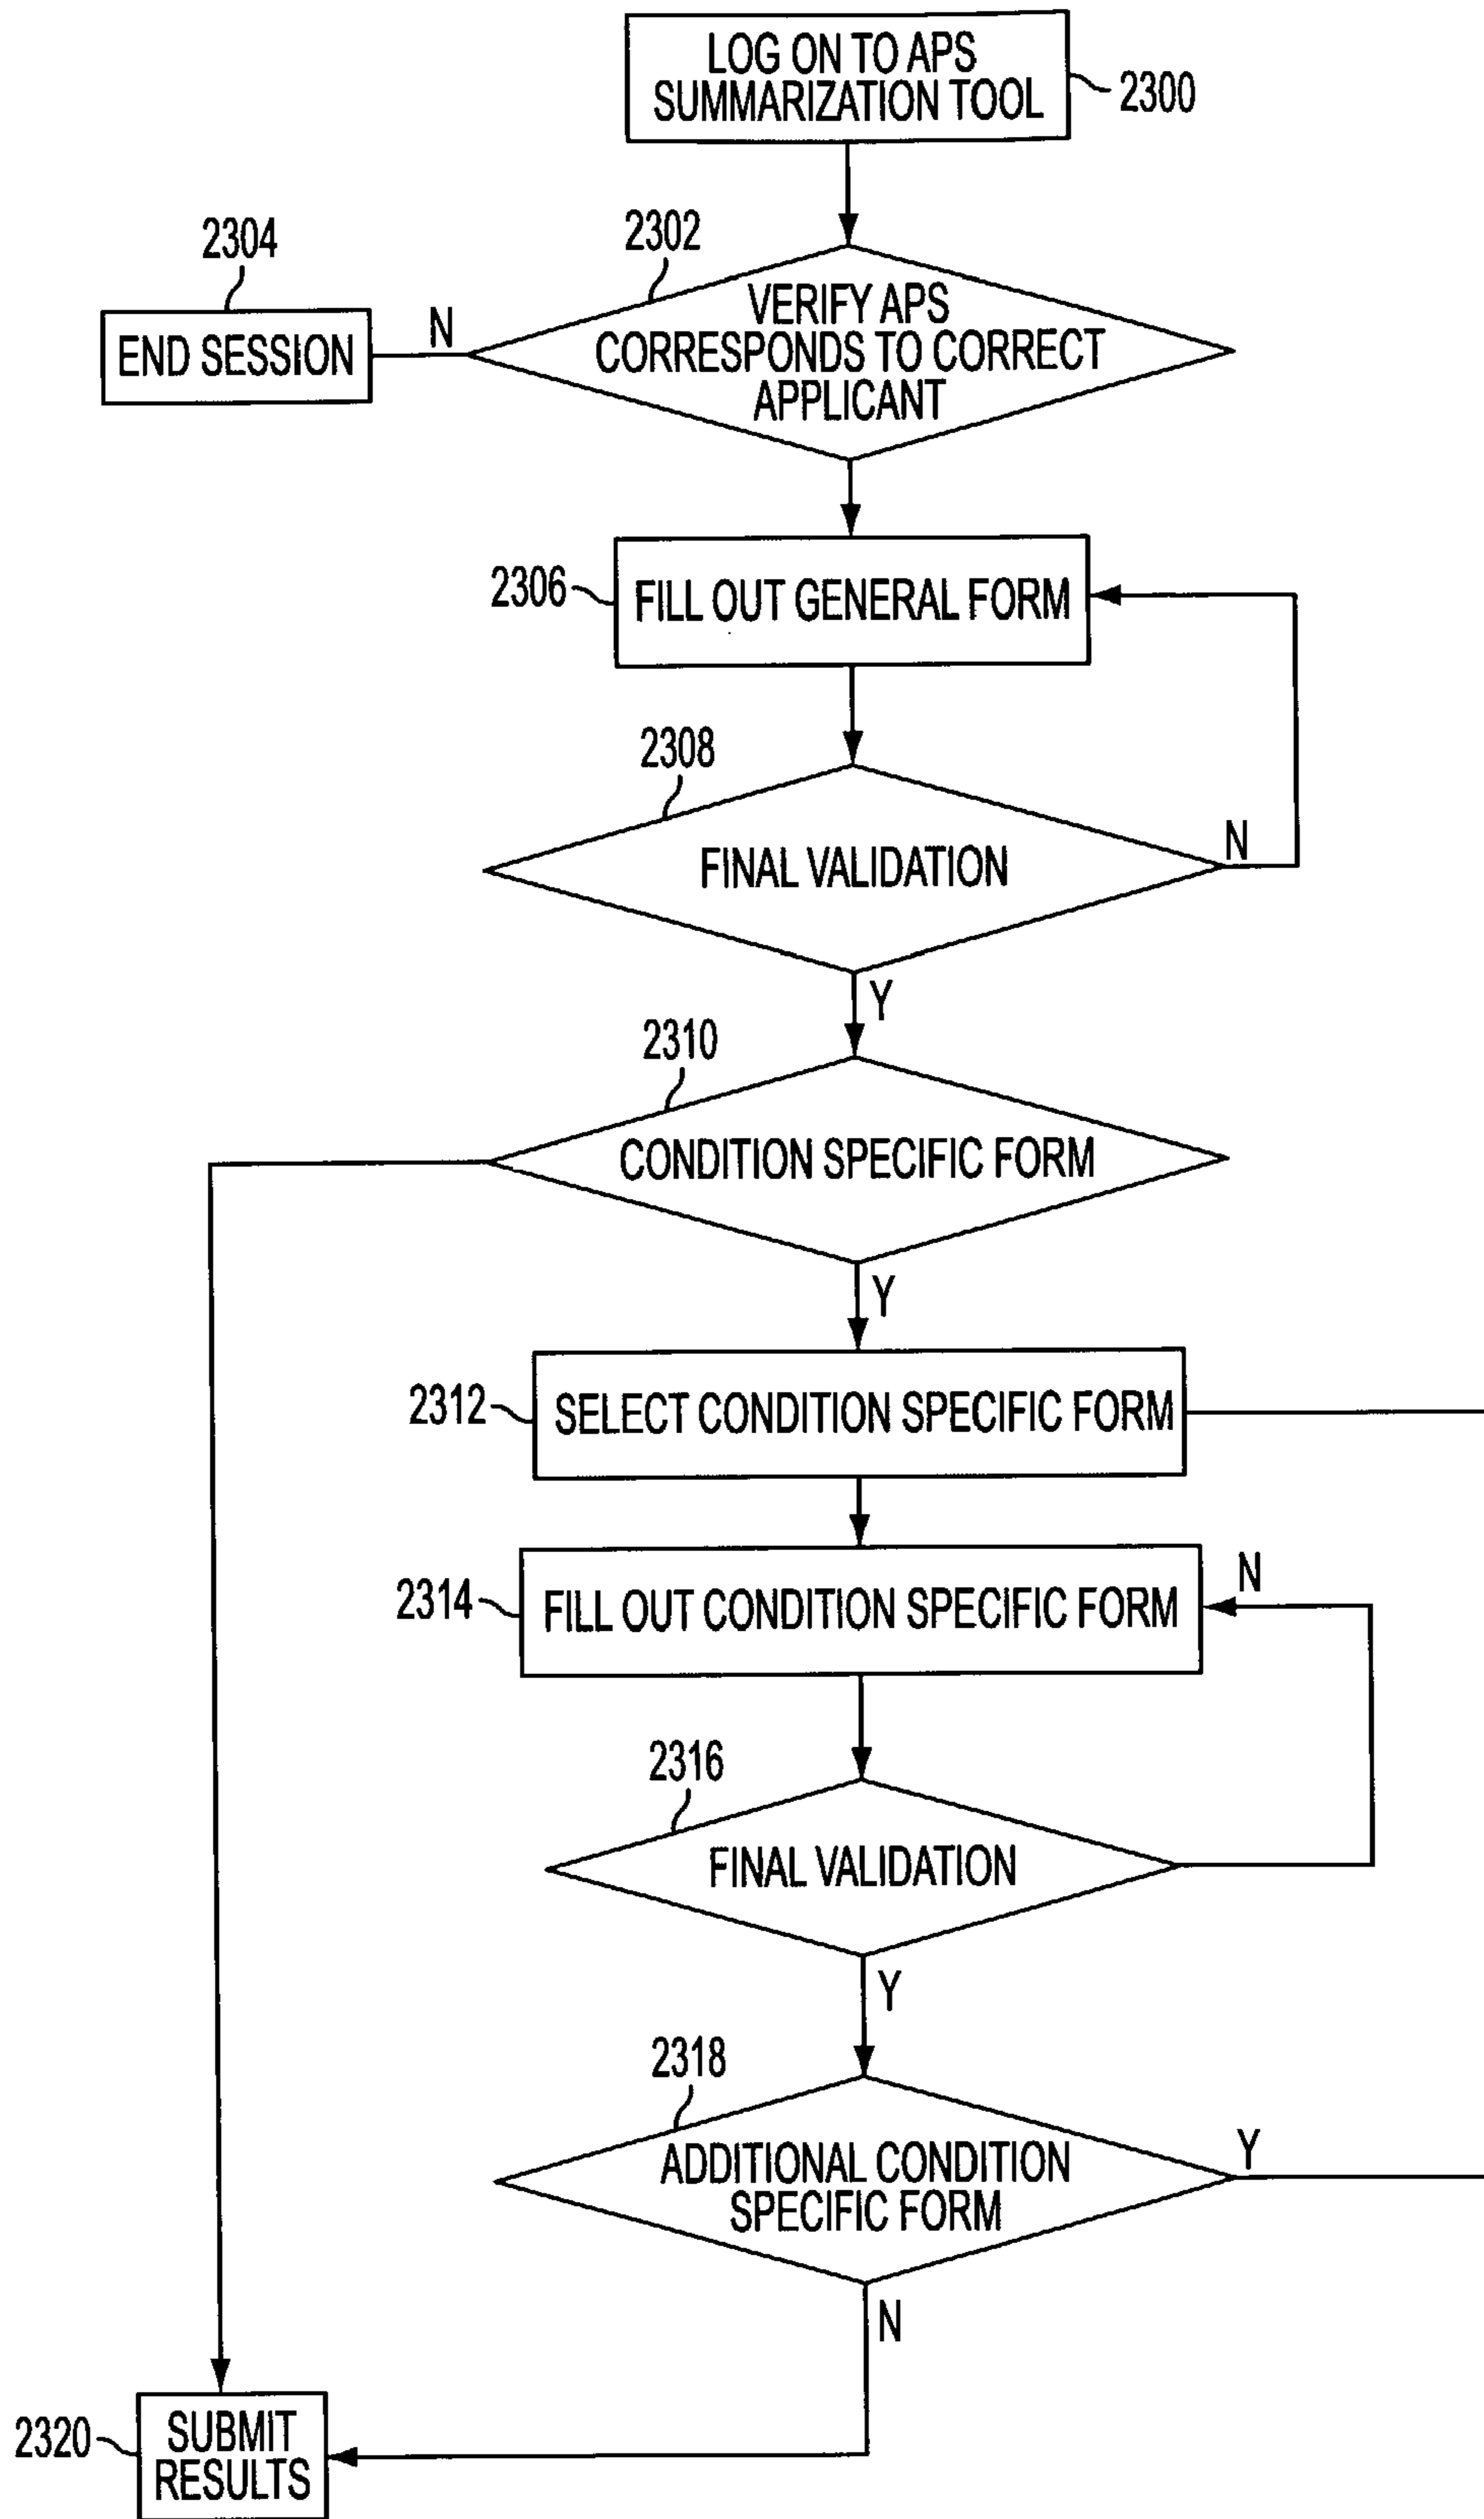 LOG ON TO APS
SUMMARIZATION TOOL
2300
2302
VERIFY APS
CORRESPONDS TO CORRECT
APPLICANT
2304
END SESSION
N
2306
FILL OUT GENERAL FORM
2308
FINAL VALIDATION
N
Y
2310
CONDITION SPECIFIC FORM
Y
2312
SELECT CONDITION SPECIFIC FORM
2314
FILL OUT CONDITION SPECIFIC FORM
N
2316
FINAL VALIDATION
Y
2318
ADDITIONAL CONDITION
SPECIFIC FORM
Y
N
2320
SUBMIT
RESULTS